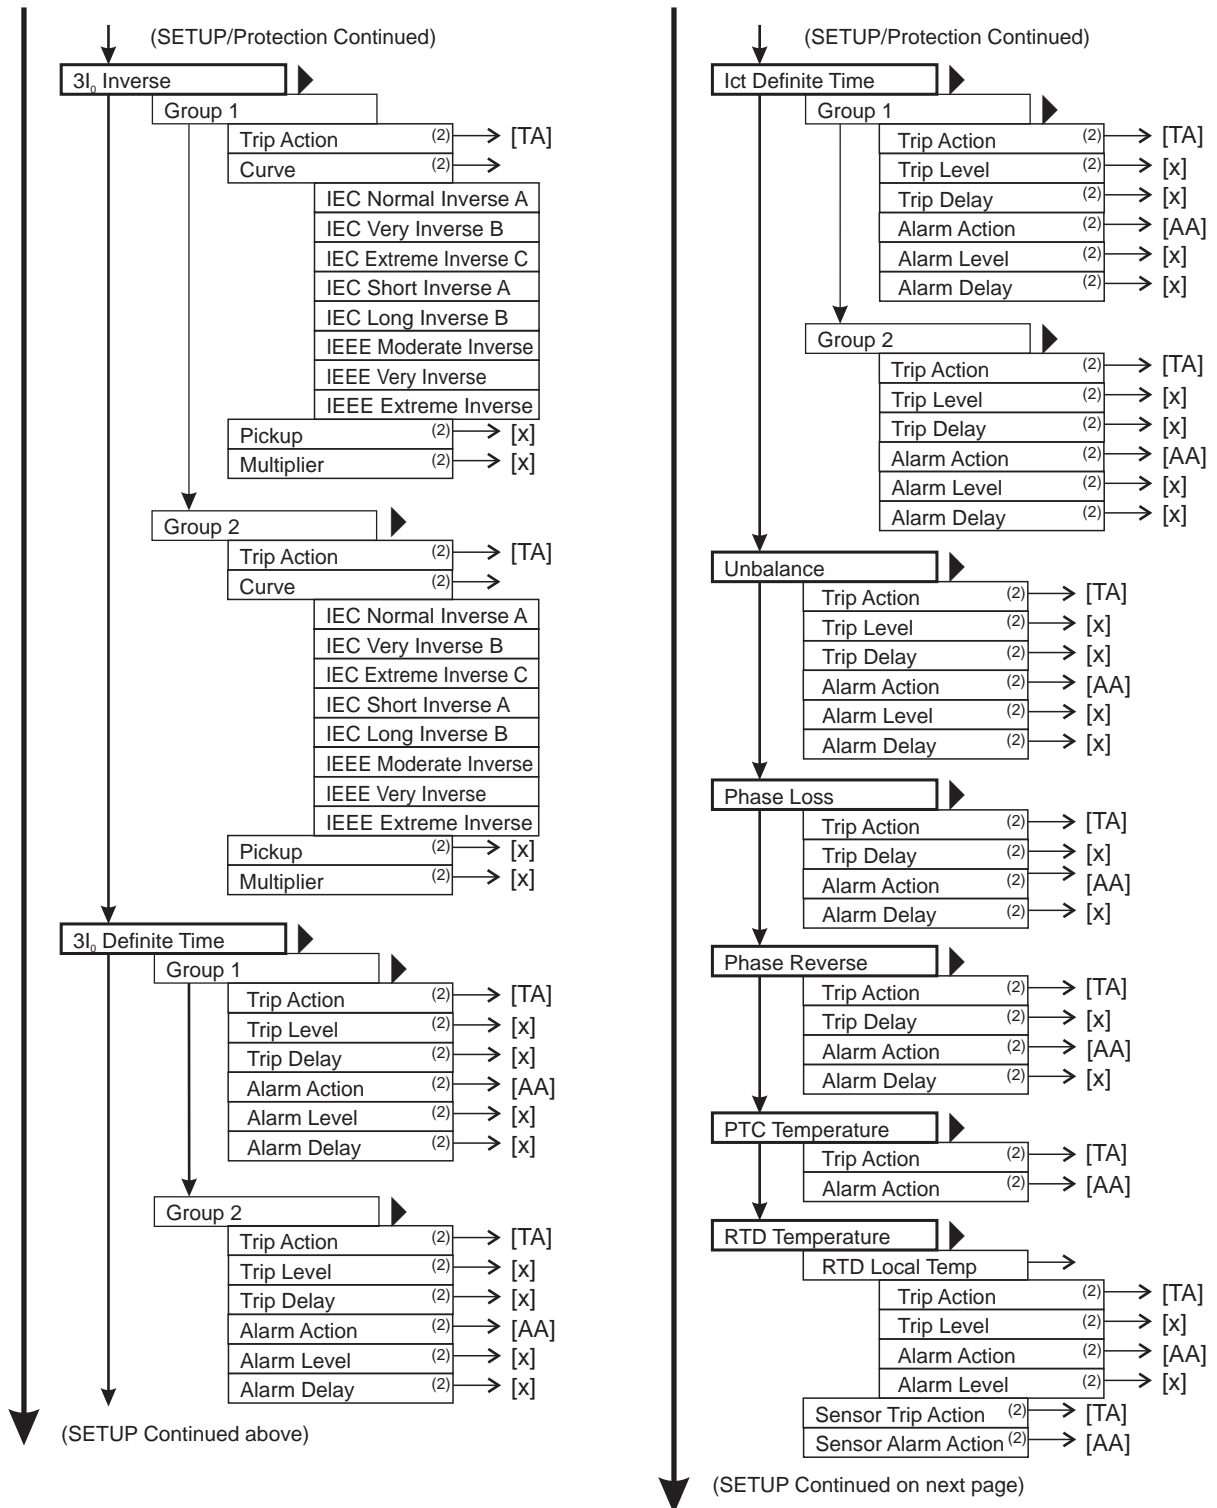 (SETUP/Protection Continued)
3I₀ Inverse
Group 1
Trip Action (2) [TA]
Curve (2)
IEC Normal Inverse A
IEC Very Inverse B
IEC Extreme Inverse C
IEC Short Inverse A
IEC Long Inverse B
IEEE Moderate Inverse
IEEE Very Inverse
IEEE Extreme Inverse
Pickup (2) [x]
Multiplier (2) [x]
Group 2
Trip Action (2) [TA]
Curve (2)
IEC Normal Inverse A
IEC Very Inverse B
IEC Extreme Inverse C
IEC Short Inverse A
IEC Long Inverse B
IEEE Moderate Inverse
IEEE Very Inverse
IEEE Extreme Inverse
Pickup (2) [x]
Multiplier (2) [x]
3I₀ Definite Time
Group 1
Trip Action (2) [TA]
Trip Level (2) [x]
Trip Delay (2) [x]
Alarm Action (2) [AA]
Alarm Level (2) [x]
Alarm Delay (2) [x]
Group 2
Trip Action (2) [TA]
Trip Level (2) [x]
Trip Delay (2) [x]
Alarm Action (2) [AA]
Alarm Level (2) [x]
Alarm Delay (2) [x]
(SETUP Continued above)
(SETUP/Protection Continued)
Ict Definite Time
Group 1
Trip Action (2) [TA]
Trip Level (2) [x]
Trip Delay (2) [x]
Alarm Action (2) [AA]
Alarm Level (2) [x]
Alarm Delay (2) [x]
Group 2
Trip Action (2) [TA]
Trip Level (2) [x]
Trip Delay (2) [x]
Alarm Action (2) [AA]
Alarm Level (2) [x]
Alarm Delay (2) [x]
Unbalance
Trip Action (2) [TA]
Trip Level (2) [x]
Trip Delay (2) [x]
Alarm Action (2) [AA]
Alarm Level (2) [x]
Alarm Delay (2) [x]
Phase Loss
Trip Action (2) [TA]
Trip Delay (2) [x]
Alarm Action (2) [AA]
Alarm Delay (2) [x]
Phase Reverse
Trip Action (2) [TA]
Trip Delay (2) [x]
Alarm Action (2) [AA]
Alarm Delay (2) [x]
PTC Temperature
Trip Action (2) [TA]
Alarm Action (2) [AA]
RTD Temperature
RTD Local Temp
Trip Action (2) [TA]
Trip Level (2) [x]
Alarm Action (2) [AA]
Alarm Level (2) [x]
Sensor Trip Action (2) [TA]
Sensor Alarm Action (2) [AA]
(SETUP Continued on next page)